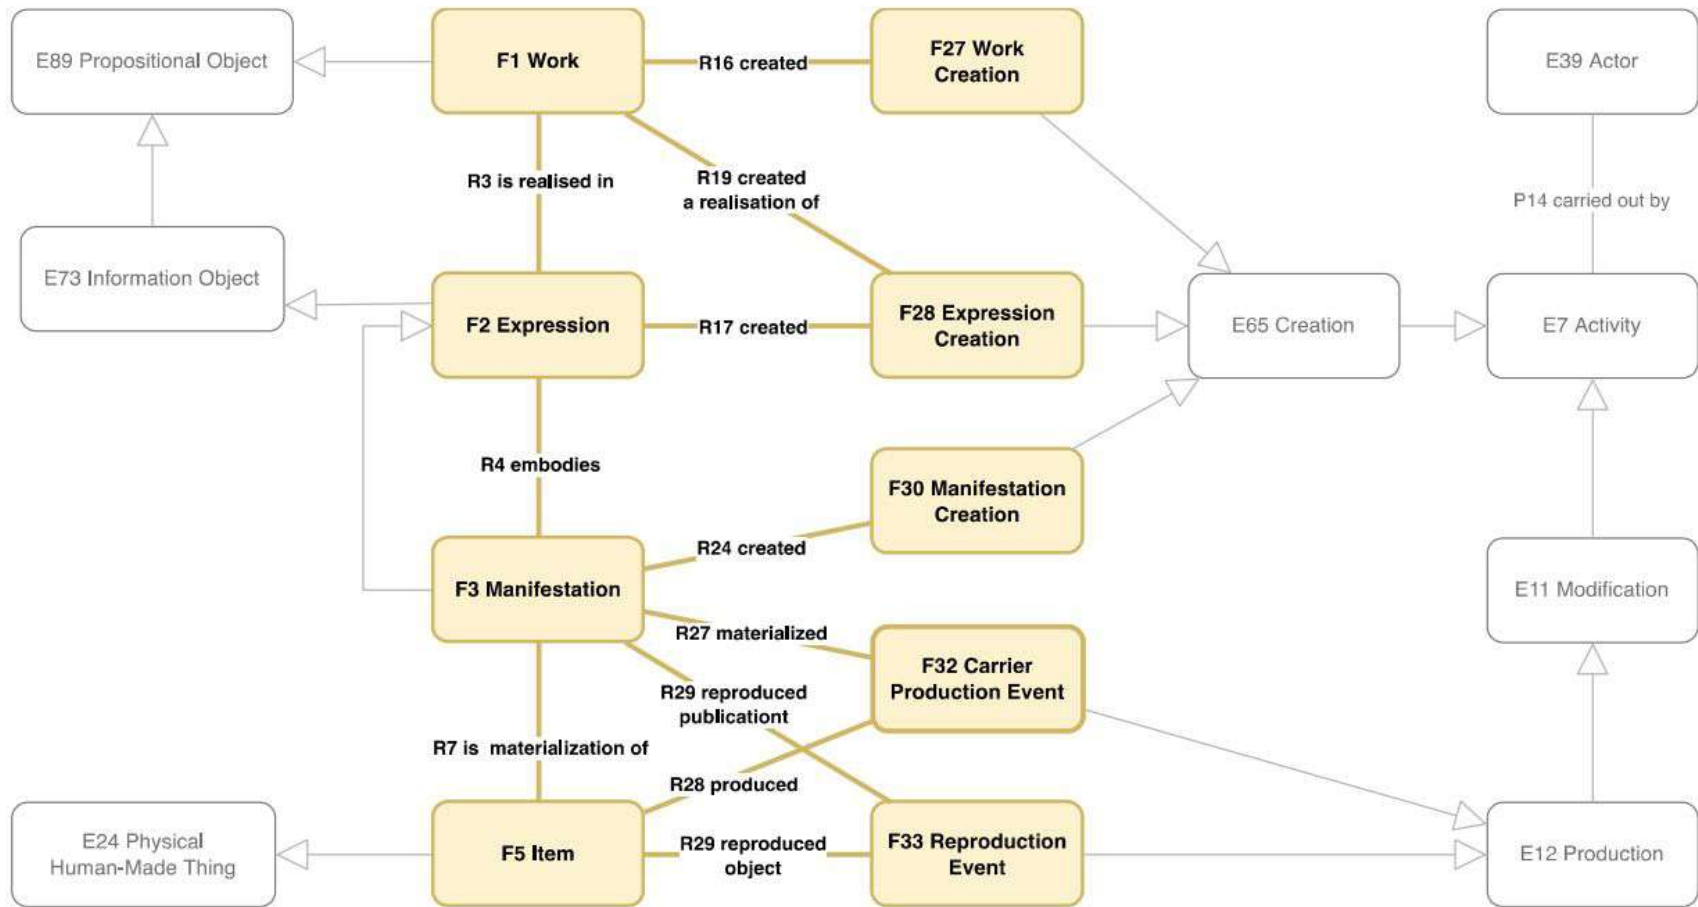 E89 Propositional Object
F1 Work
R16 created
F27 Work
Creation
E39 Actor
R3 is realised in
R19 created
a realisation of
P14 carried out by
E73 Information Object
F2 Expression
R17 created
F28 Expression
Creation
E65 Creation
E7 Activity
R4 embodies
F30 Manifestation
Creation
R24 created
F3 Manifestation
E11 Modification
R27 materialized
F32 Carrier
Production Event
R29 reproduced
publicationt
R7 is materialization of
R28 produced
E24 Physical
Human-Made Thing
F5 Item
R29 reproduced
object
F33 Reproduction
Event
E12 Production